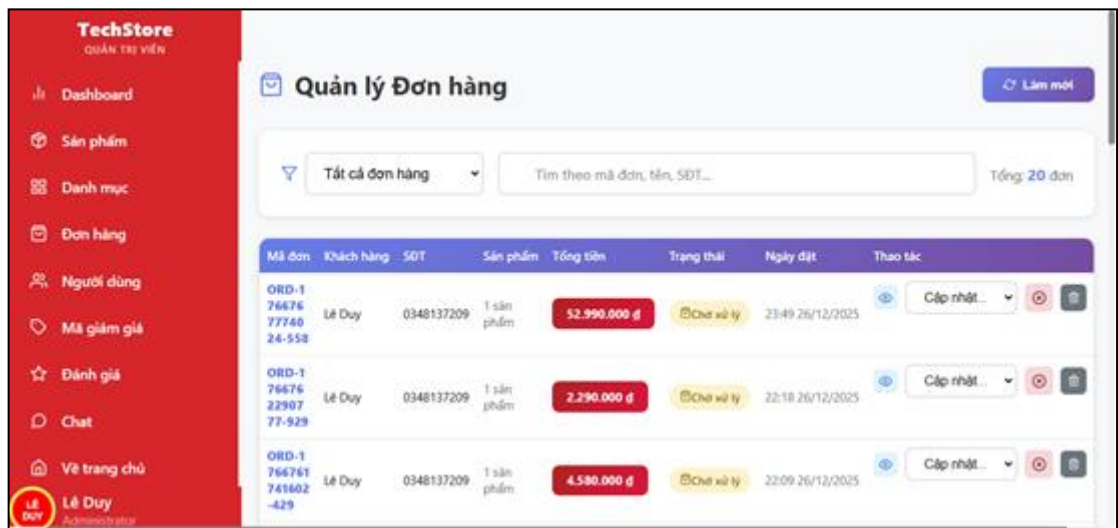 TechStore
QUẢN TRỊ VIÊN
Dashboard
Sản phẩm
Danh mục
Đơn hàng
Người dùng
Mã giảm giá
Đánh giá
Chat
Về trang chủ
LÊ
DUY
Lê Duy
Administrator
Quản lý Đơn hàng
Làm mới
Tất cả đơn hàng
Tìm theo mã đơn, tên, SĐT...
Tổng: 20 đơn
Mã đơn Khách hàng SĐT Sản phẩm Tổng tiền Trạng thái Ngày đặt Thao tác
ORD-1
76676
77740
24-558
Lê Duy 0348137209 1 sản
phẩm
52.990.000 ₫ Chờ xử lý 23:49 26/12/2025 Cập nhật...
ORD-1
76676
22907
77-929
Lê Duy 0348137209 1 sản
phẩm
2.290.000 ₫ Chờ xử lý 22:18 26/12/2025 Cập nhật...
ORD-1
766761
741602
-429
Lê Duy 0348137209 1 sản
phẩm
4.580.000 ₫ Chờ xử lý 22:09 26/12/2025 Cập nhật...